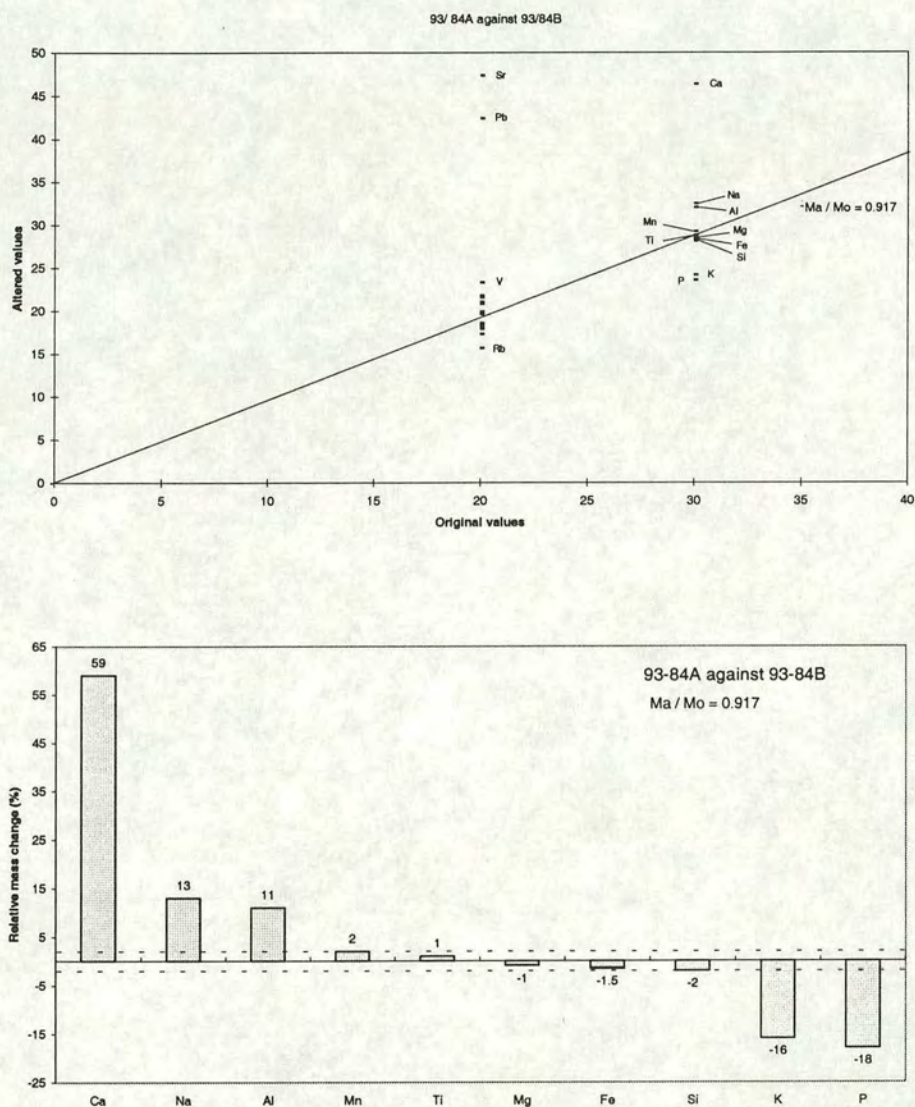 93/ 84A against 93/84B
50
45
40
35
30
25
20
15
10
5
0
Altered values
Sr
Pb
V
Rb
Ca
Na
Al
Mn
Mg
Ti
Fe
Si
K
P
Ma / Mo = 0.917
0 5 10 15 20 25 30 35 40
Original values
65
55
45
35
25
15
5
-5
-15
-25
Relative mass change (%)
93-84A against 93-84B
Ma / Mo = 0.917
59
13
11
2
1
-1
-1.5
-2
-16
-18
Ca Na Al Mn Ti Mg Fe Si K P